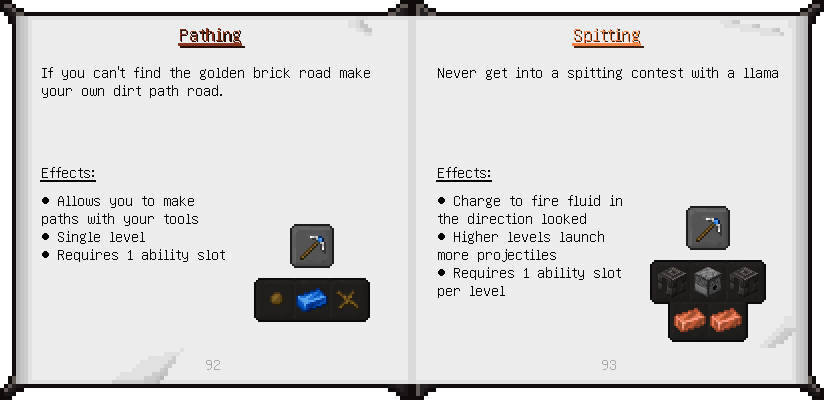 Pathing
If you can't find the golden brick road make
your own dirt path road.
Effects:
● Allows you to make
paths with your tools
● Single level
● Requires 1 ability slot
92
Spitting
Never get into a spitting contest with a llama
Effects:
● Charge to fire fluid in
the direction looked
● Higher levels launch
more projectiles
● Requires 1 ability slot
per level
93